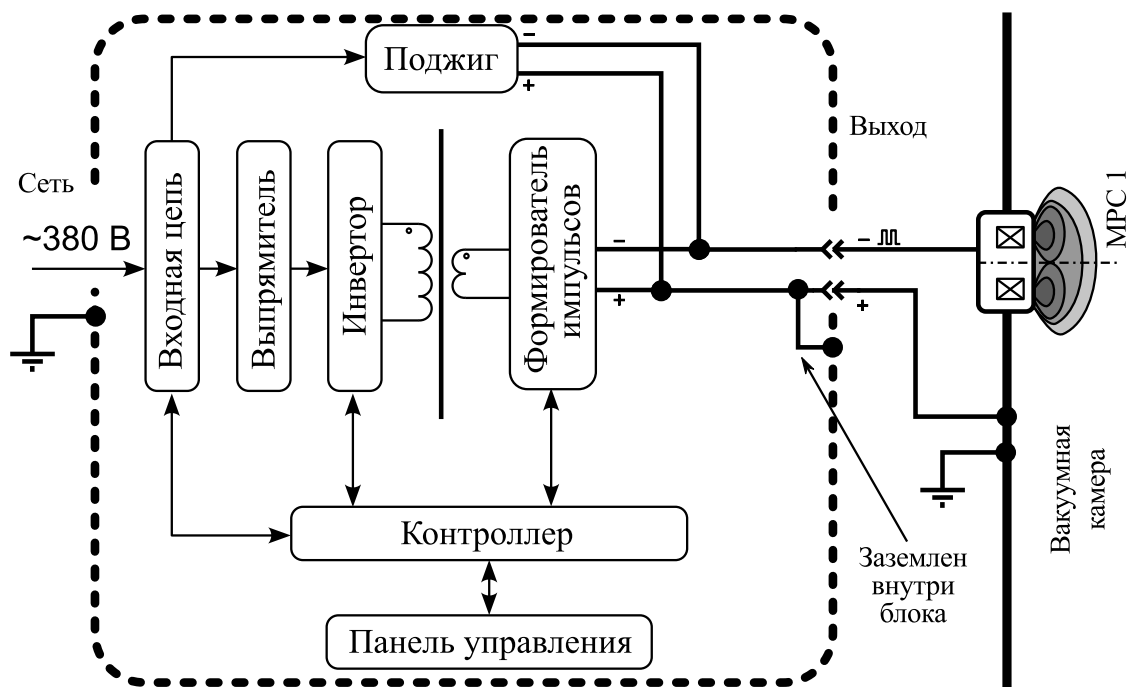 Поджиг
−
+
Выход
Сеть
~380 В
Входная цепь
Выпрямитель
Инвертор
Формирователь
импульсов
−
+
−
+
МРС 1
Вакуумная
камера
Контроллер
Заземлен
внутри
блока
Панель управления